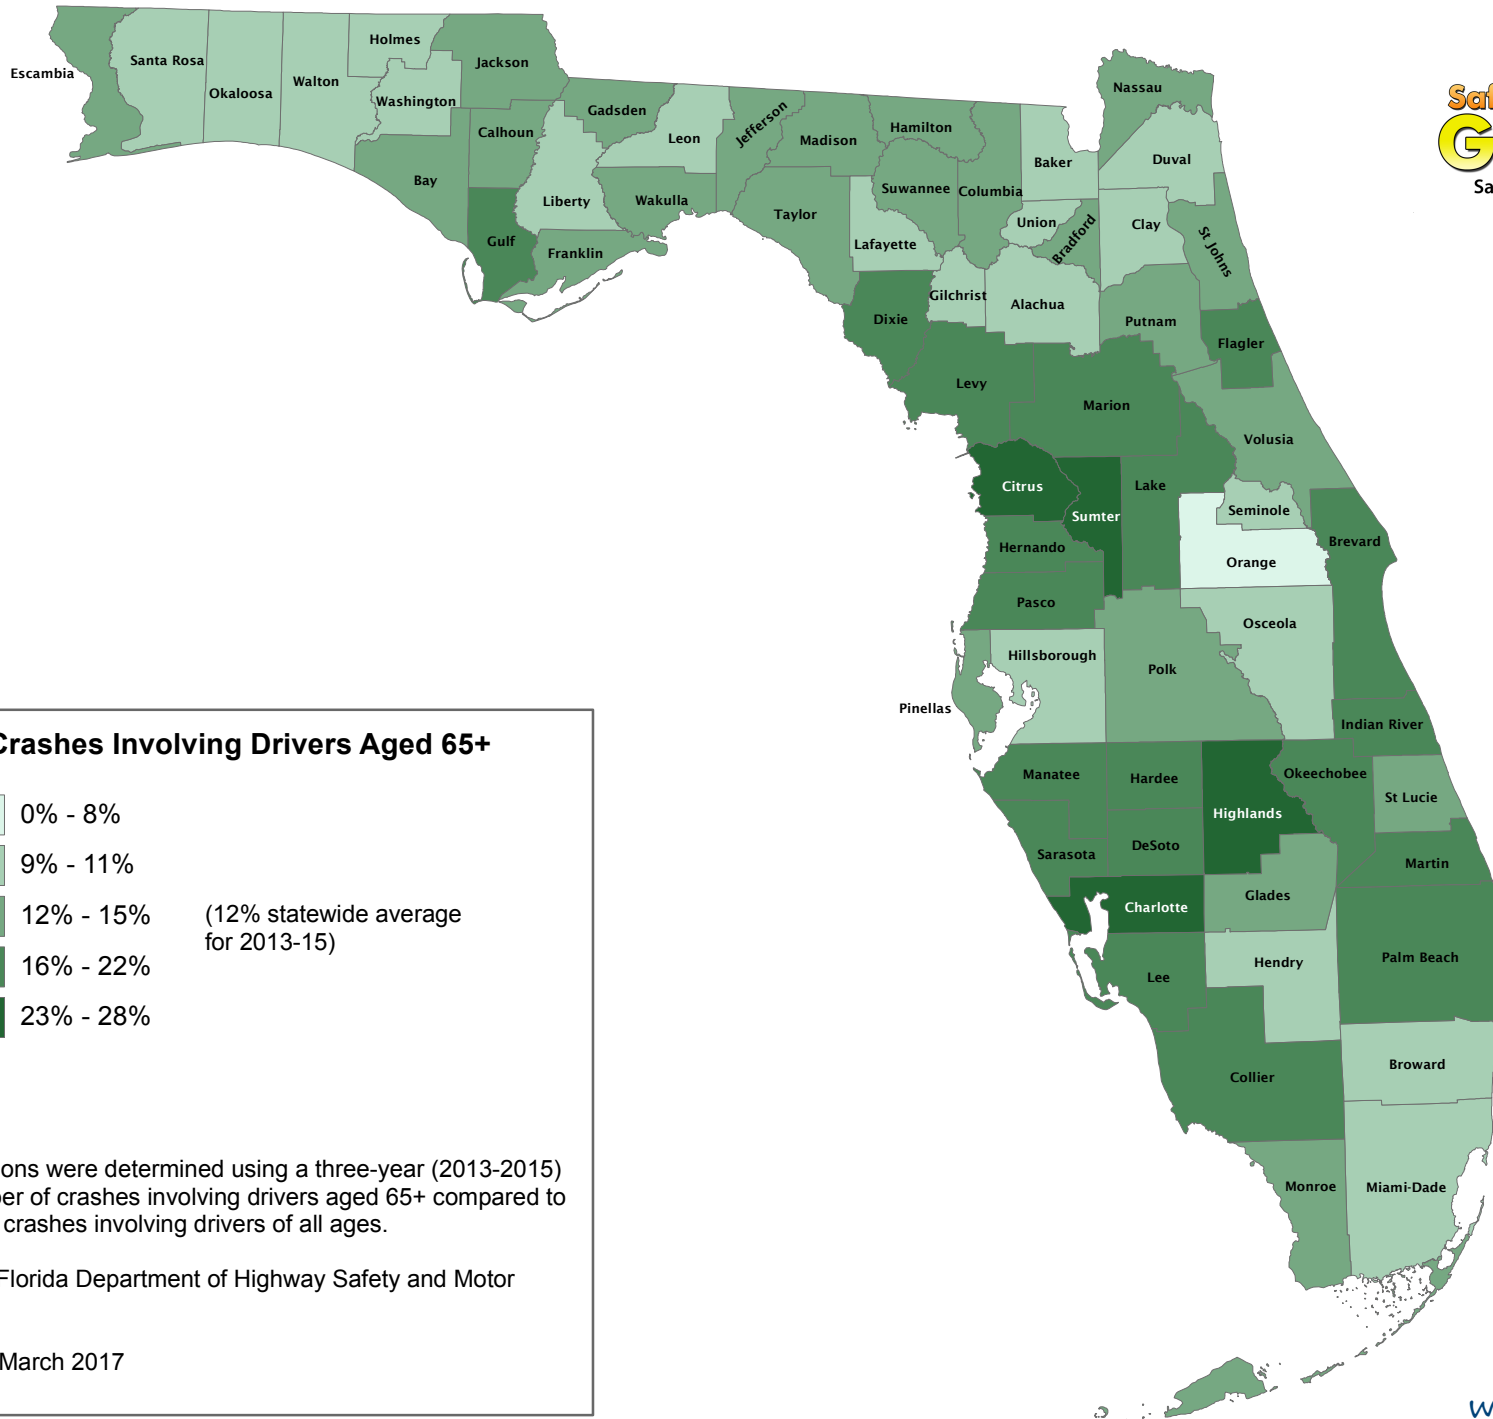 Escambia
Santa Rosa
Okaloosa
Walton
Holmes
Washington
Jackson
Bay
Calhoun
Gulf
Liberty
Franklin
Gadsden
Leon
Wakulla
Jefferson
Madison
Taylor
Hamilton
Suwannee
Lafayette
Columbia
Baker
Union
Bradford
Nassau
Duval
Clay
St Johns
Dixie
Gilchrist
Alachua
Putnam
Flagler
Levy
Marion
Volusia
Citrus
Sumter
Lake
Seminole
Orange
Brevard
Hernando
Pasco
Hillsborough
Pinellas
Polk
Osceola
Indian River
Manatee
Hardee
Highlands
Okeechobee
St Lucie
Sarasota
DeSoto
Martin
Charlotte
Glades
Lee
Hendry
Palm Beach
Collier
Broward
Monroe
Miami-Dade
Saf
G
Sa
Crashes Involving Drivers Aged 65+
0% - 8%
9% - 11%
12% - 15%
(12% statewide average
for 2013-15)
16% - 22%
23% - 28%
ons were determined using a three-year (2013-2015)
ber of crashes involving drivers aged 65+ compared to
crashes involving drivers of all ages.
Florida Department of Highway Safety and Motor
March 2017
w